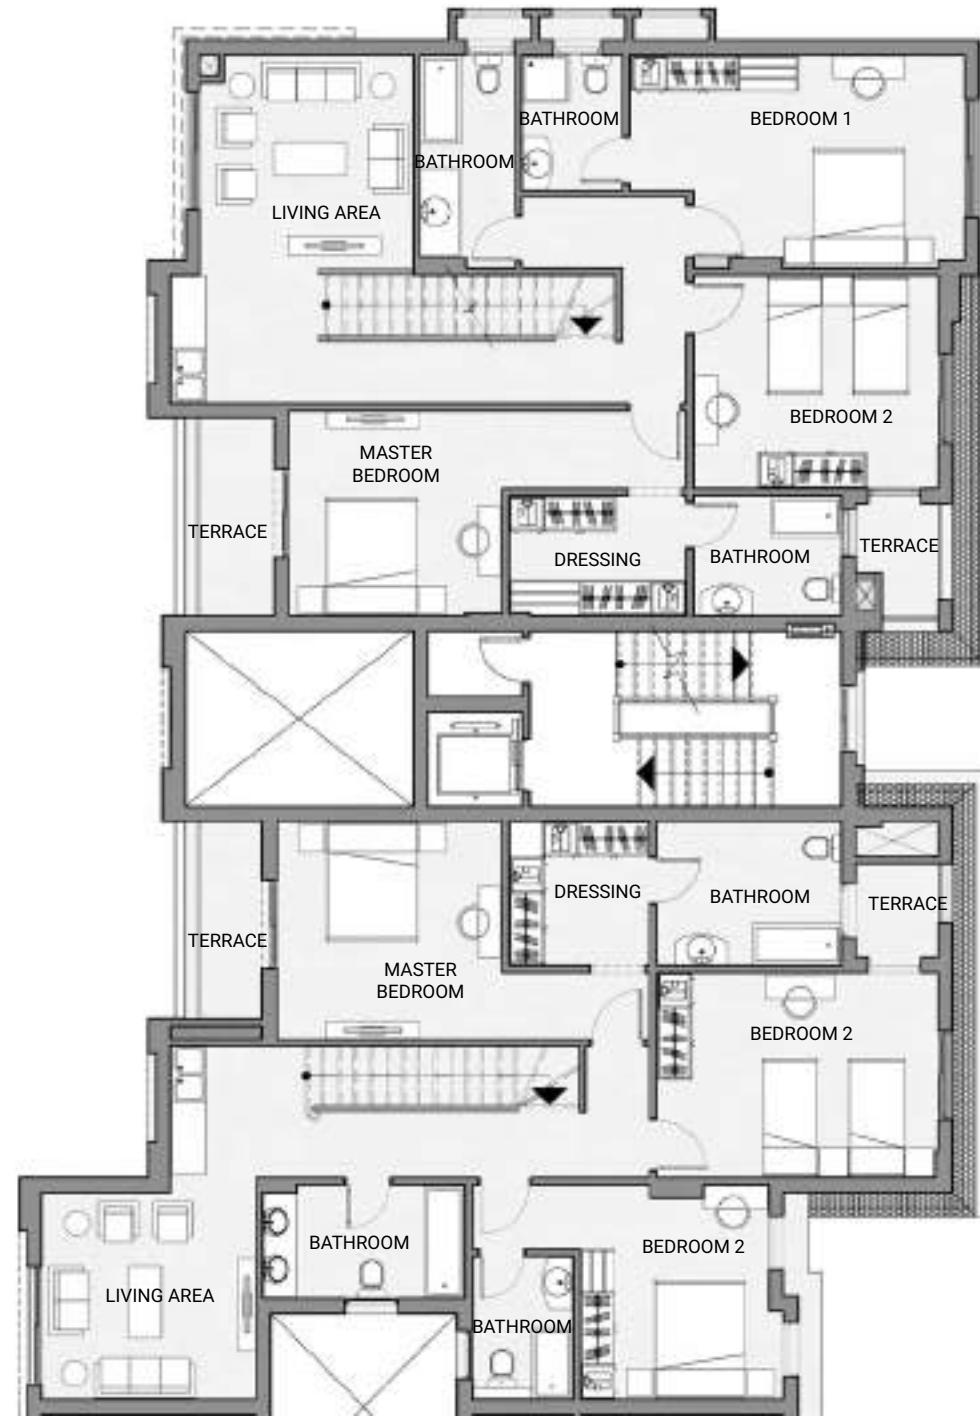 BATHROOM
BEDROOM 1
BATHROOM
LIVING AREA
BEDROOM 2
MASTER
BEDROOM
TERRACE
DRESSING
BATHROOM
TERRACE
DRESSING
BATHROOM
TERRACE
TERRACE
MASTER
BEDROOM
BEDROOM 2
BATHROOM
BEDROOM 2
LIVING AREA
BATHROOM